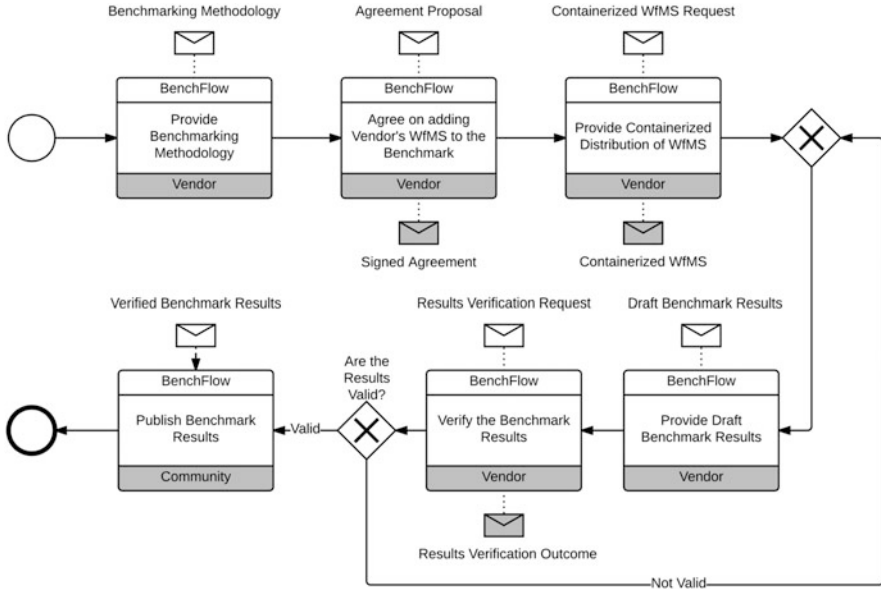 Benchmarking Methodology
Agreement Proposal
Containerized WfMS Request
BenchFlow
BenchFlow
BenchFlow
Provide
Benchmarking
Methodology
Agree on adding
Vendor's WfMS to the
Benchmark
Provide Containerized
Distribution of WfMS
Vendor
Vendor
Vendor
Signed Agreement
Containerized WfMS
Verified Benchmark Results
Results Verification Request
Draft Benchmark Results
Are the
Results
Valid?
BenchFlow
BenchFlow
BenchFlow
Publish Benchmark
Results
Valid
Verify the Benchmark
Results
Provide Draft
Benchmark Results
Community
Vendor
Vendor
Results Verification Outcome
Not Valid